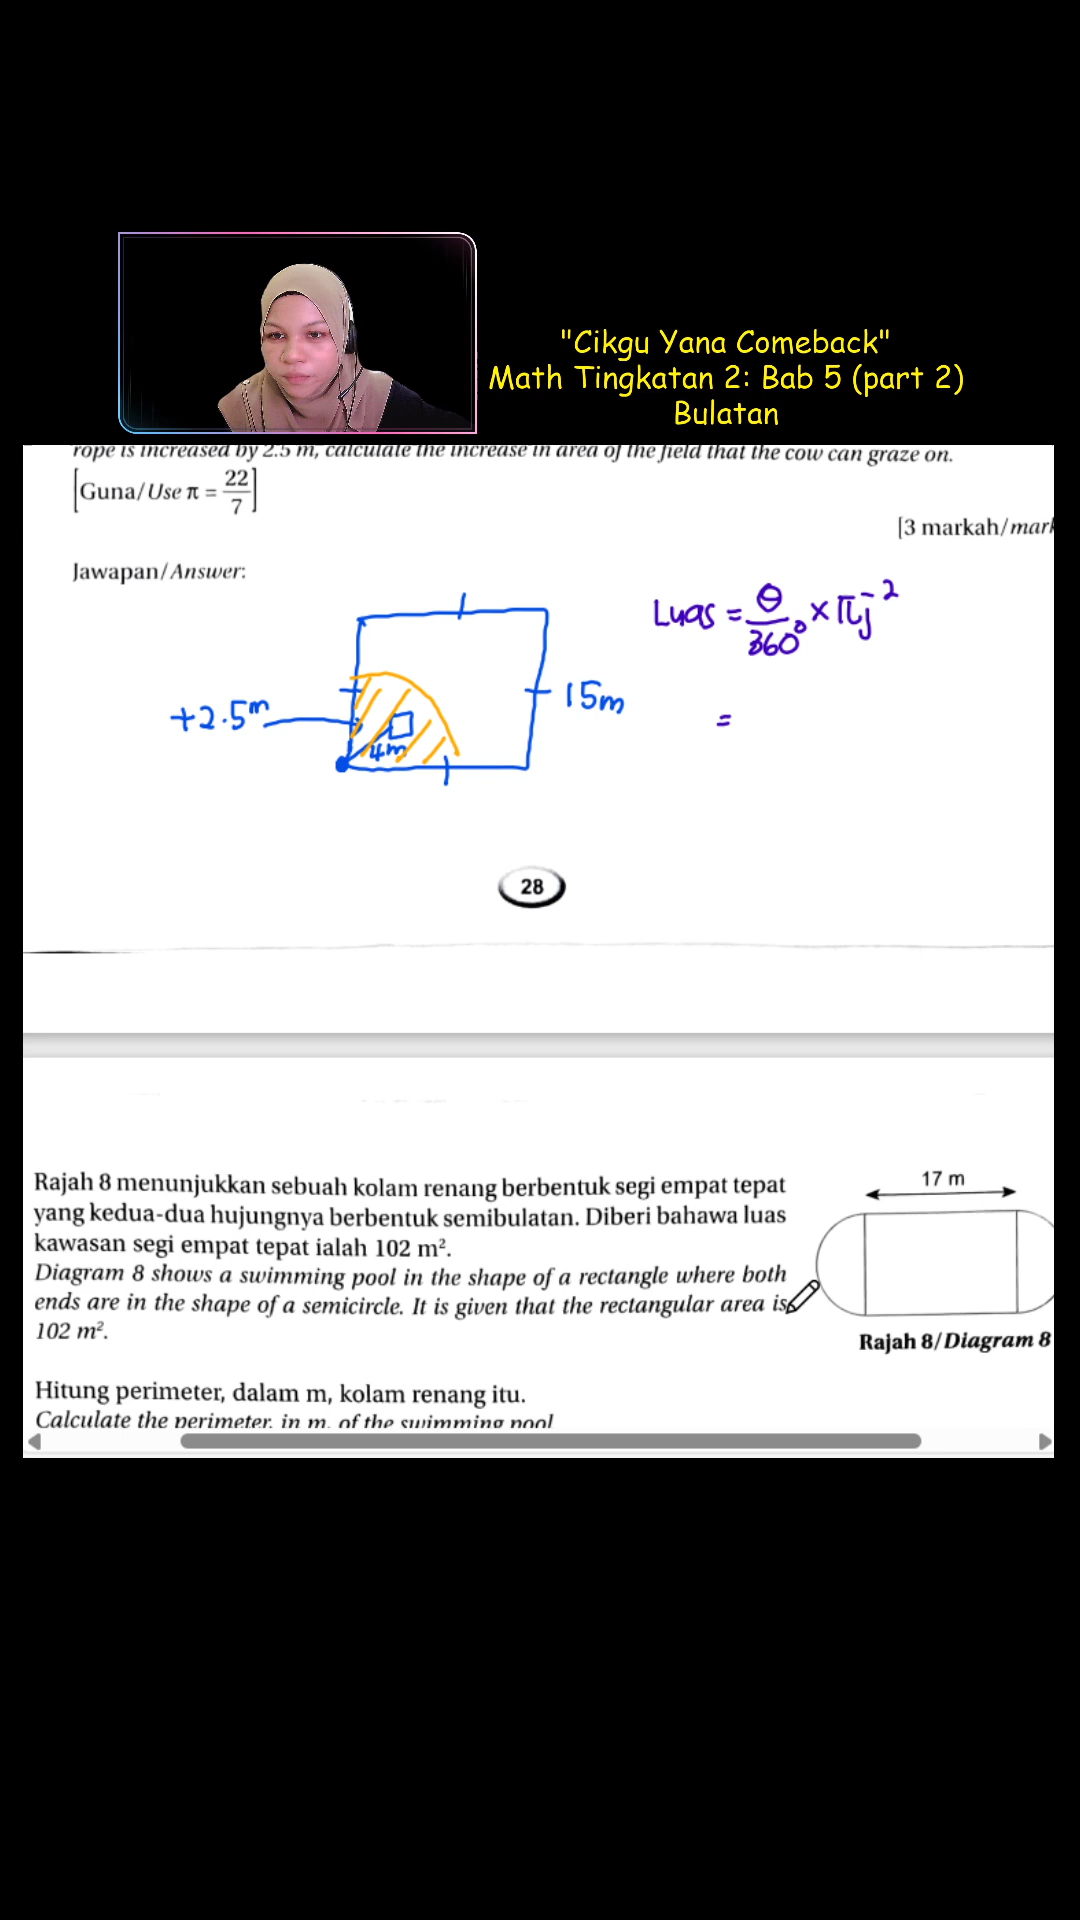 "Cikgu Yana Comeback"
Math Tingkatan 2: Bab 5 (part 2)
Bulatan
rope is increased by 2.5 m, calculate the increase in area of the field that the cow can graze on.
[Guna/Use π = 22/7]
[3 markah/mark
Jawapan/Answer:
Luas = θ/360° × πj²
+2.5m
15m
=
4m
28
17 m
Rajah 8 menunjukkan sebuah kolam renang berbentuk segi empat tepat
yang kedua-dua hujungnya berbentuk semibulatan. Diberi bahawa luas
kawasan segi empat tepat ialah 102 m².
Diagram 8 shows a swimming pool in the shape of a rectangle where both
ends are in the shape of a semicircle. It is given that the rectangular area is
102 m².
Rajah 8/Diagram 8
Hitung perimeter, dalam m, kolam renang itu.
Calculate the perimeter, in m, of the swimming pool